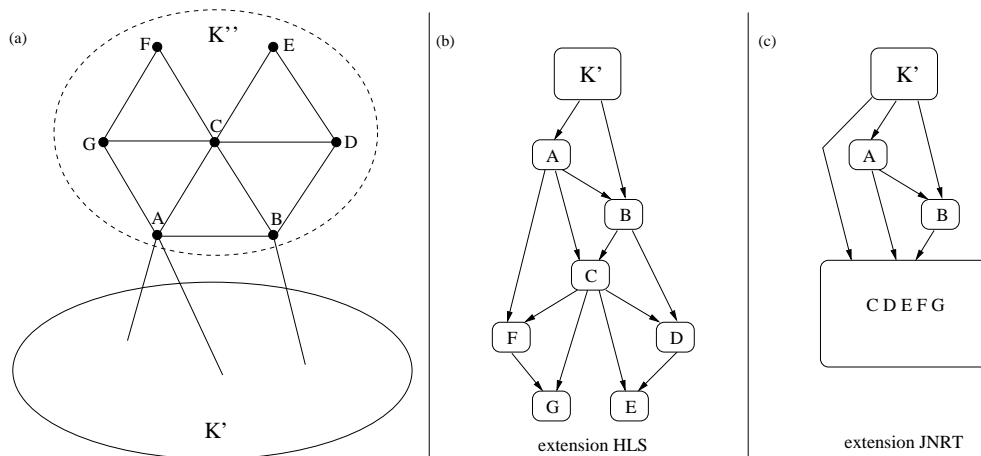 (a)
F
K’’
E
G
C
D
A
B
K’
(b)
K’
A
B
C
F
D
G
E
extension HLS
(c)
K’
A
B
C D E F G
extension JNRT